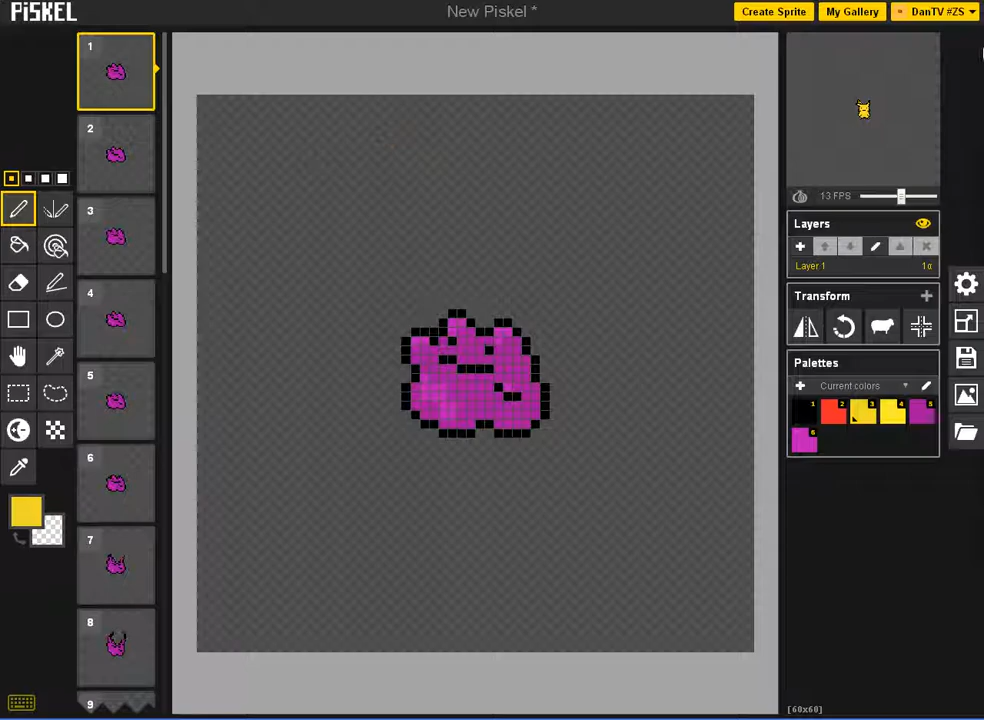 PiSKEL
New Piskel *
Create Sprite
My Gallery
DanTV #ZS
1
2
3
4
5
6
7
8
9
13 FPS
Layers
Layer 1
1α
Transform
Palettes
Current colors
1 2 3 4 5
6
[60x60]